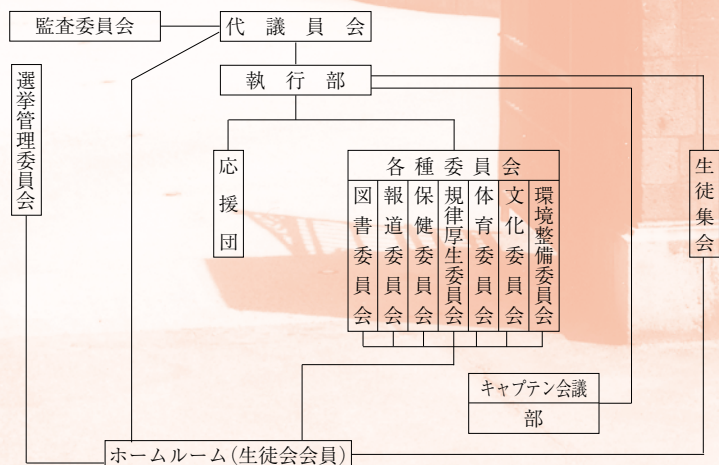 監査委員会
代議員会
執行部
選挙管理委員会
応援団
各種委員会
図書委員会
報道委員会
保健委員会
規律厚生委員会
体育委員会
文化委員会
環境整備委員会
生徒集会
キャプテン会議
部
ホームルーム(生徒会会員)